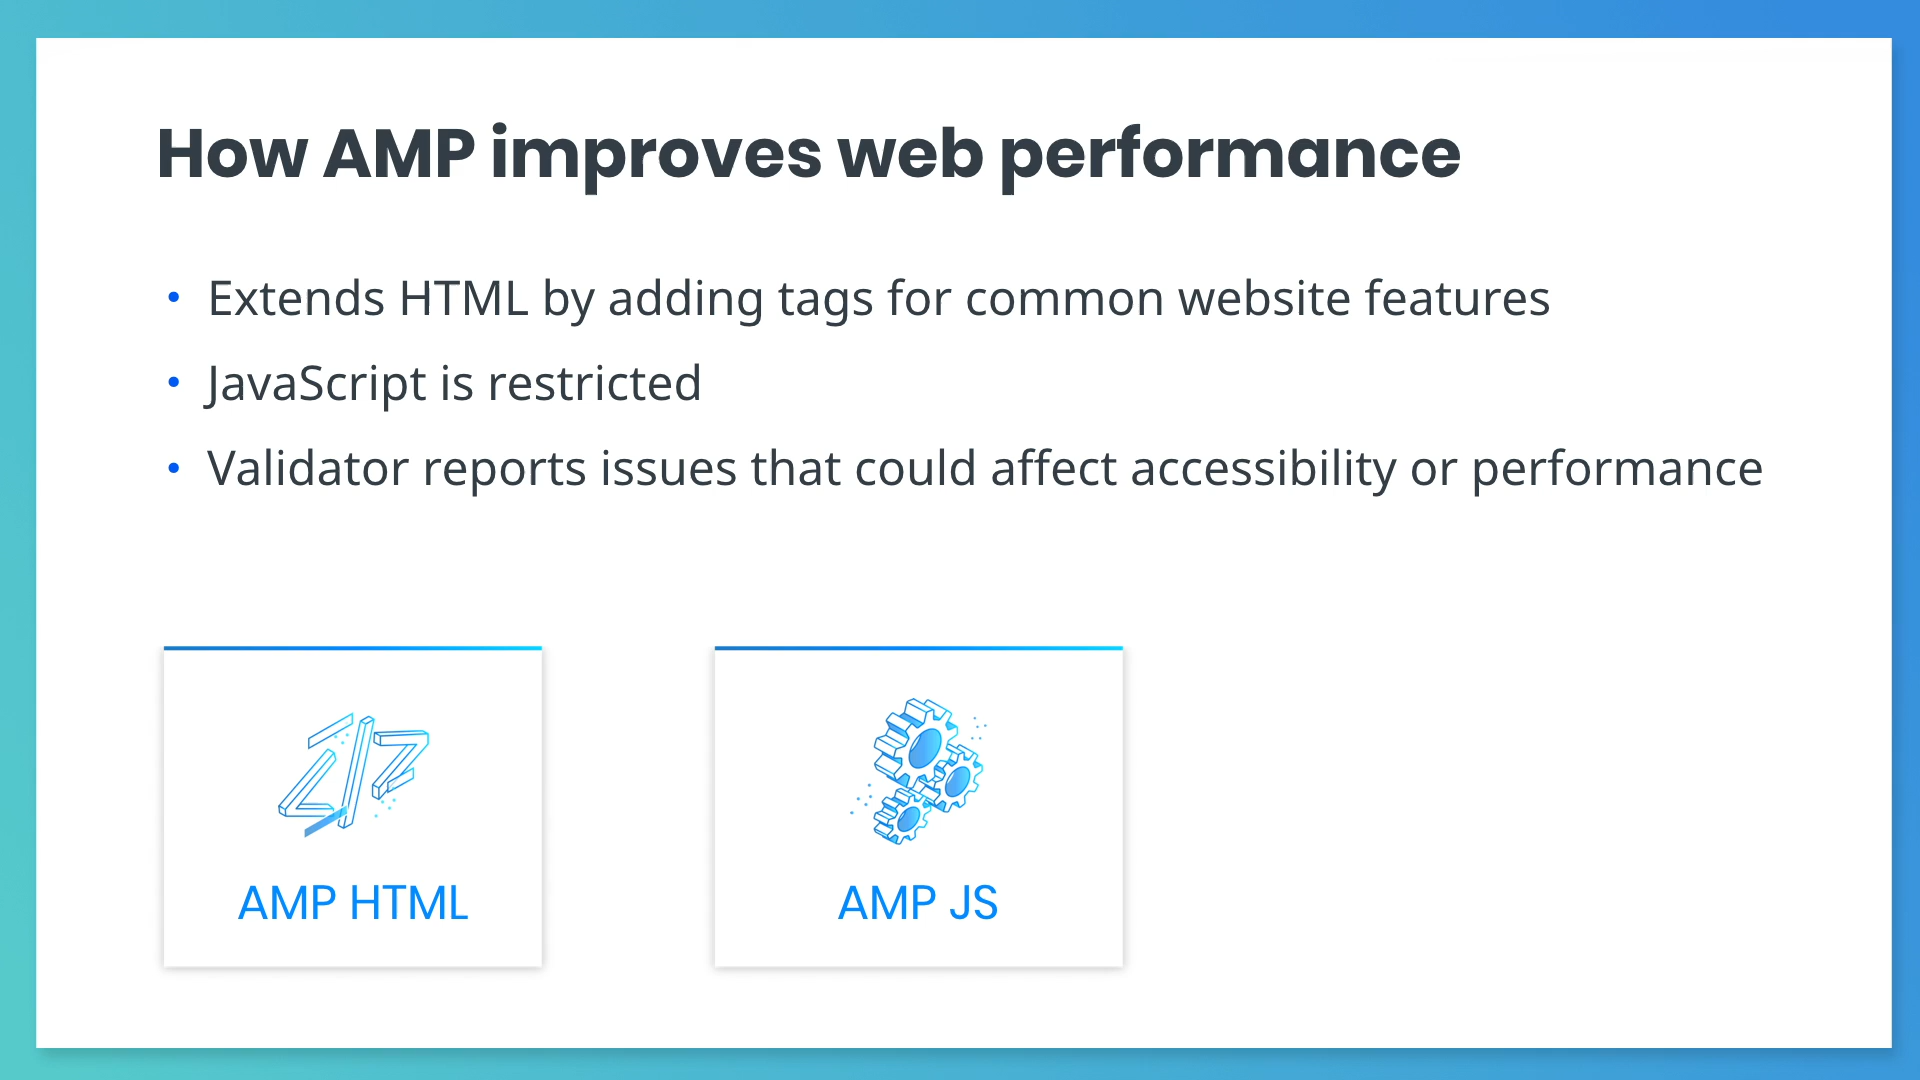 How AMP improves web performance
• Extends HTML by adding tags for common website features
• JavaScript is restricted
• Validator reports issues that could affect accessibility or performance
AMP HTML
AMP JS